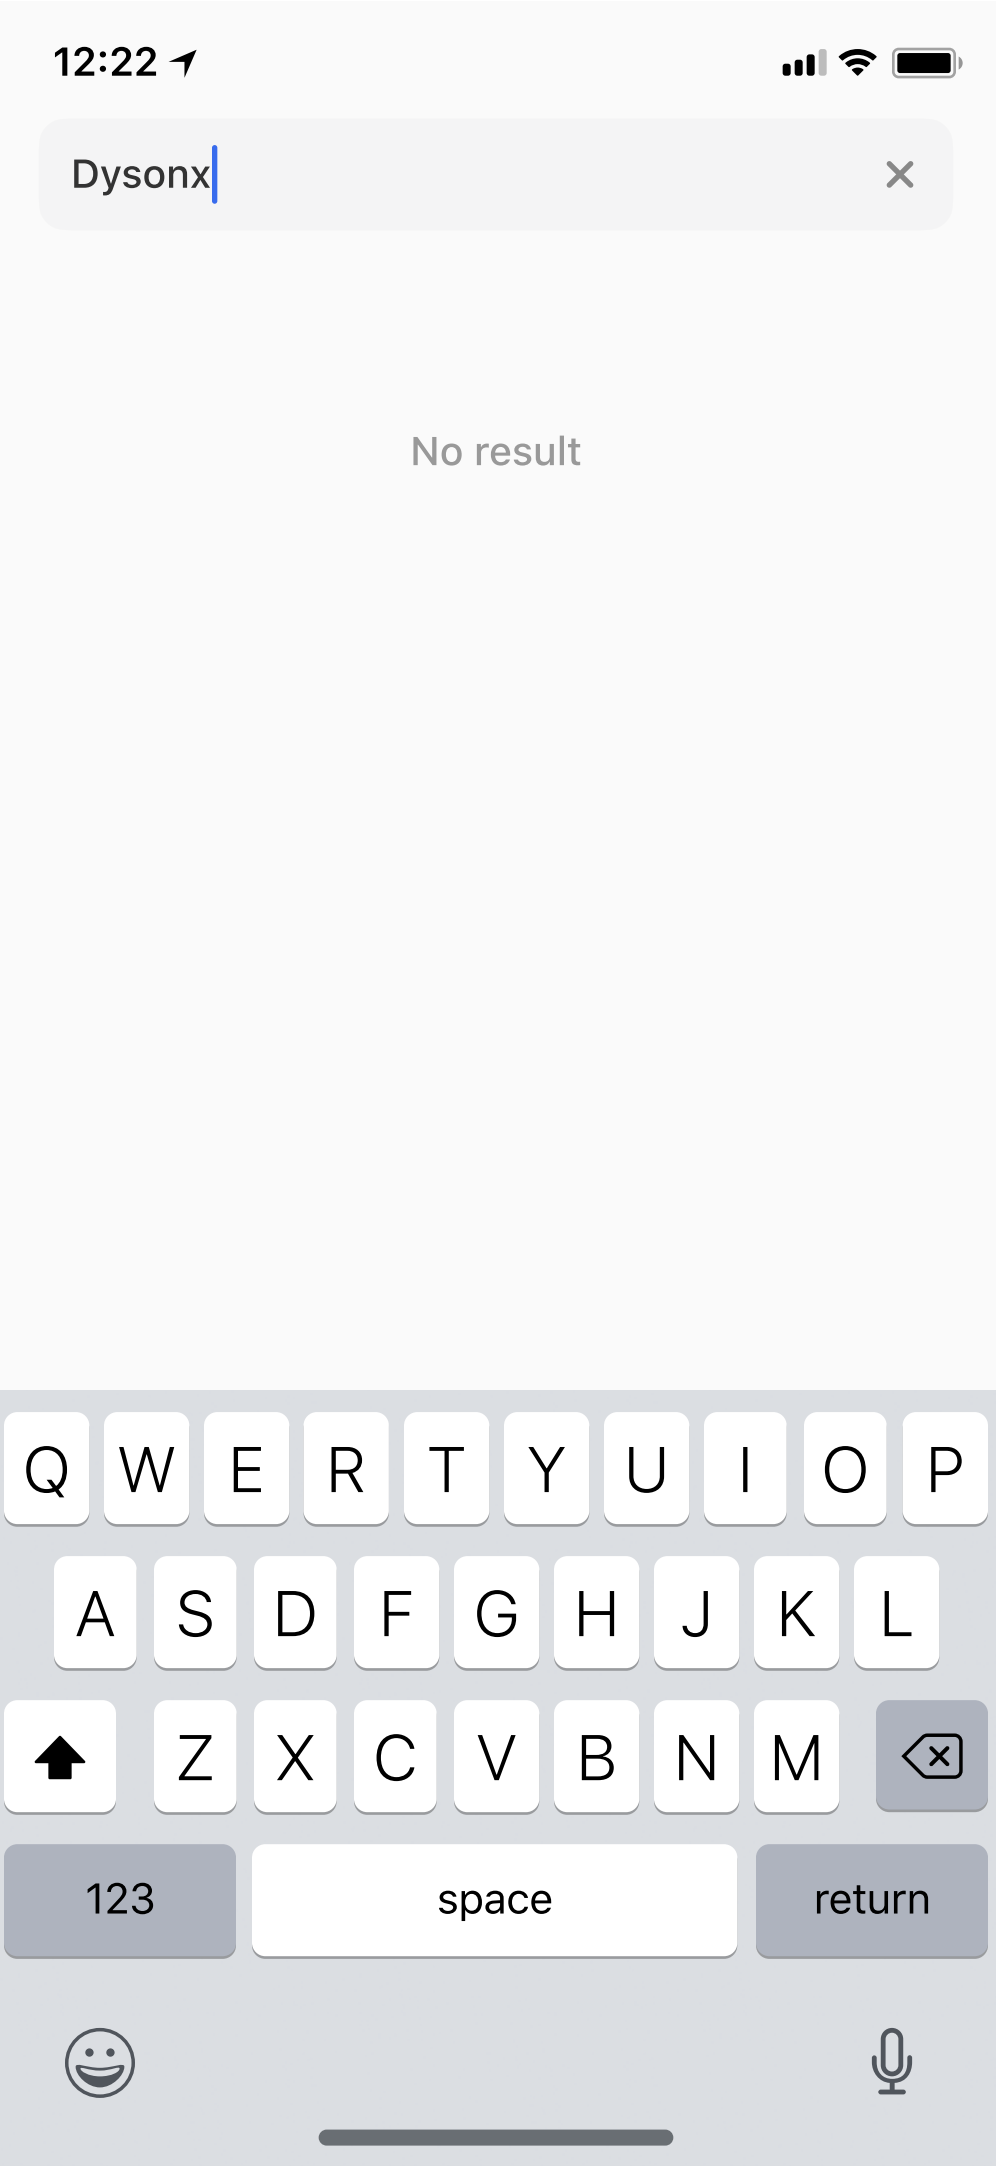 12:22
Dysonx
No result
Q W E R T Y U I O P
A S D F G H J K L
Z X C V B N M
123 space return